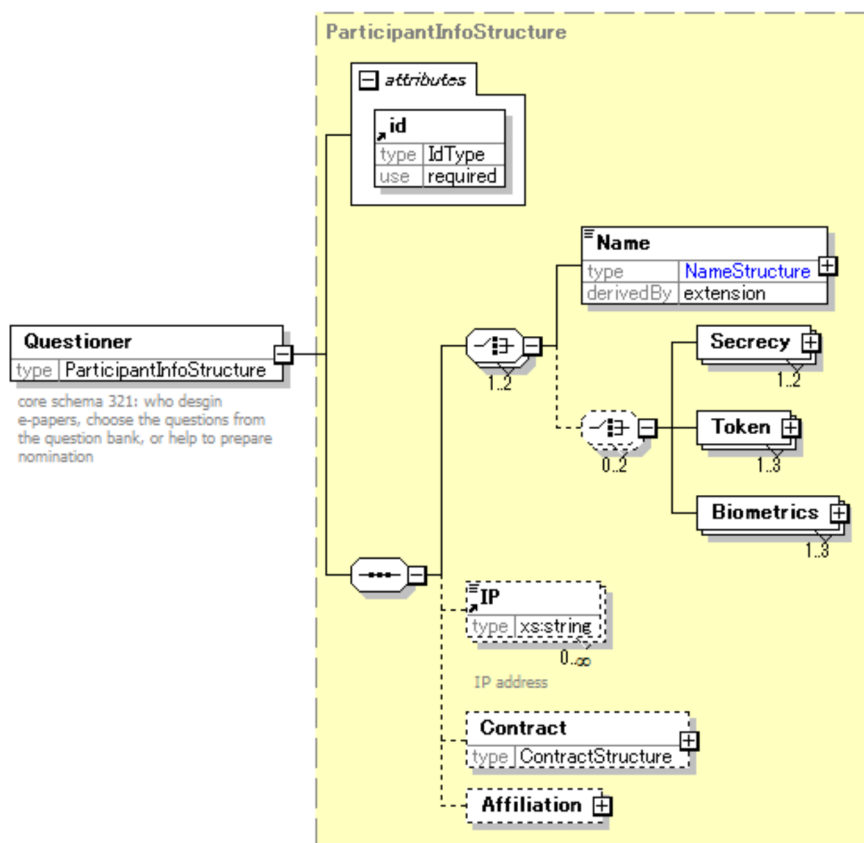 ParticipantInfoStructure
attributes
id
type IdType
use required
Name
type NameStructure
derivedBy extension
Questioner
type ParticipantInfoStructure
core schema 321: who desgin
e-papers, choose the questions from
the question bank, or help to prepare
nomination
1..2
Secrecy
1..2
0..2
Token
1..3
Biometrics
1..3
IP
type xs:string
0..∞
IP address
Contract
type ContractStructure
Affiliation